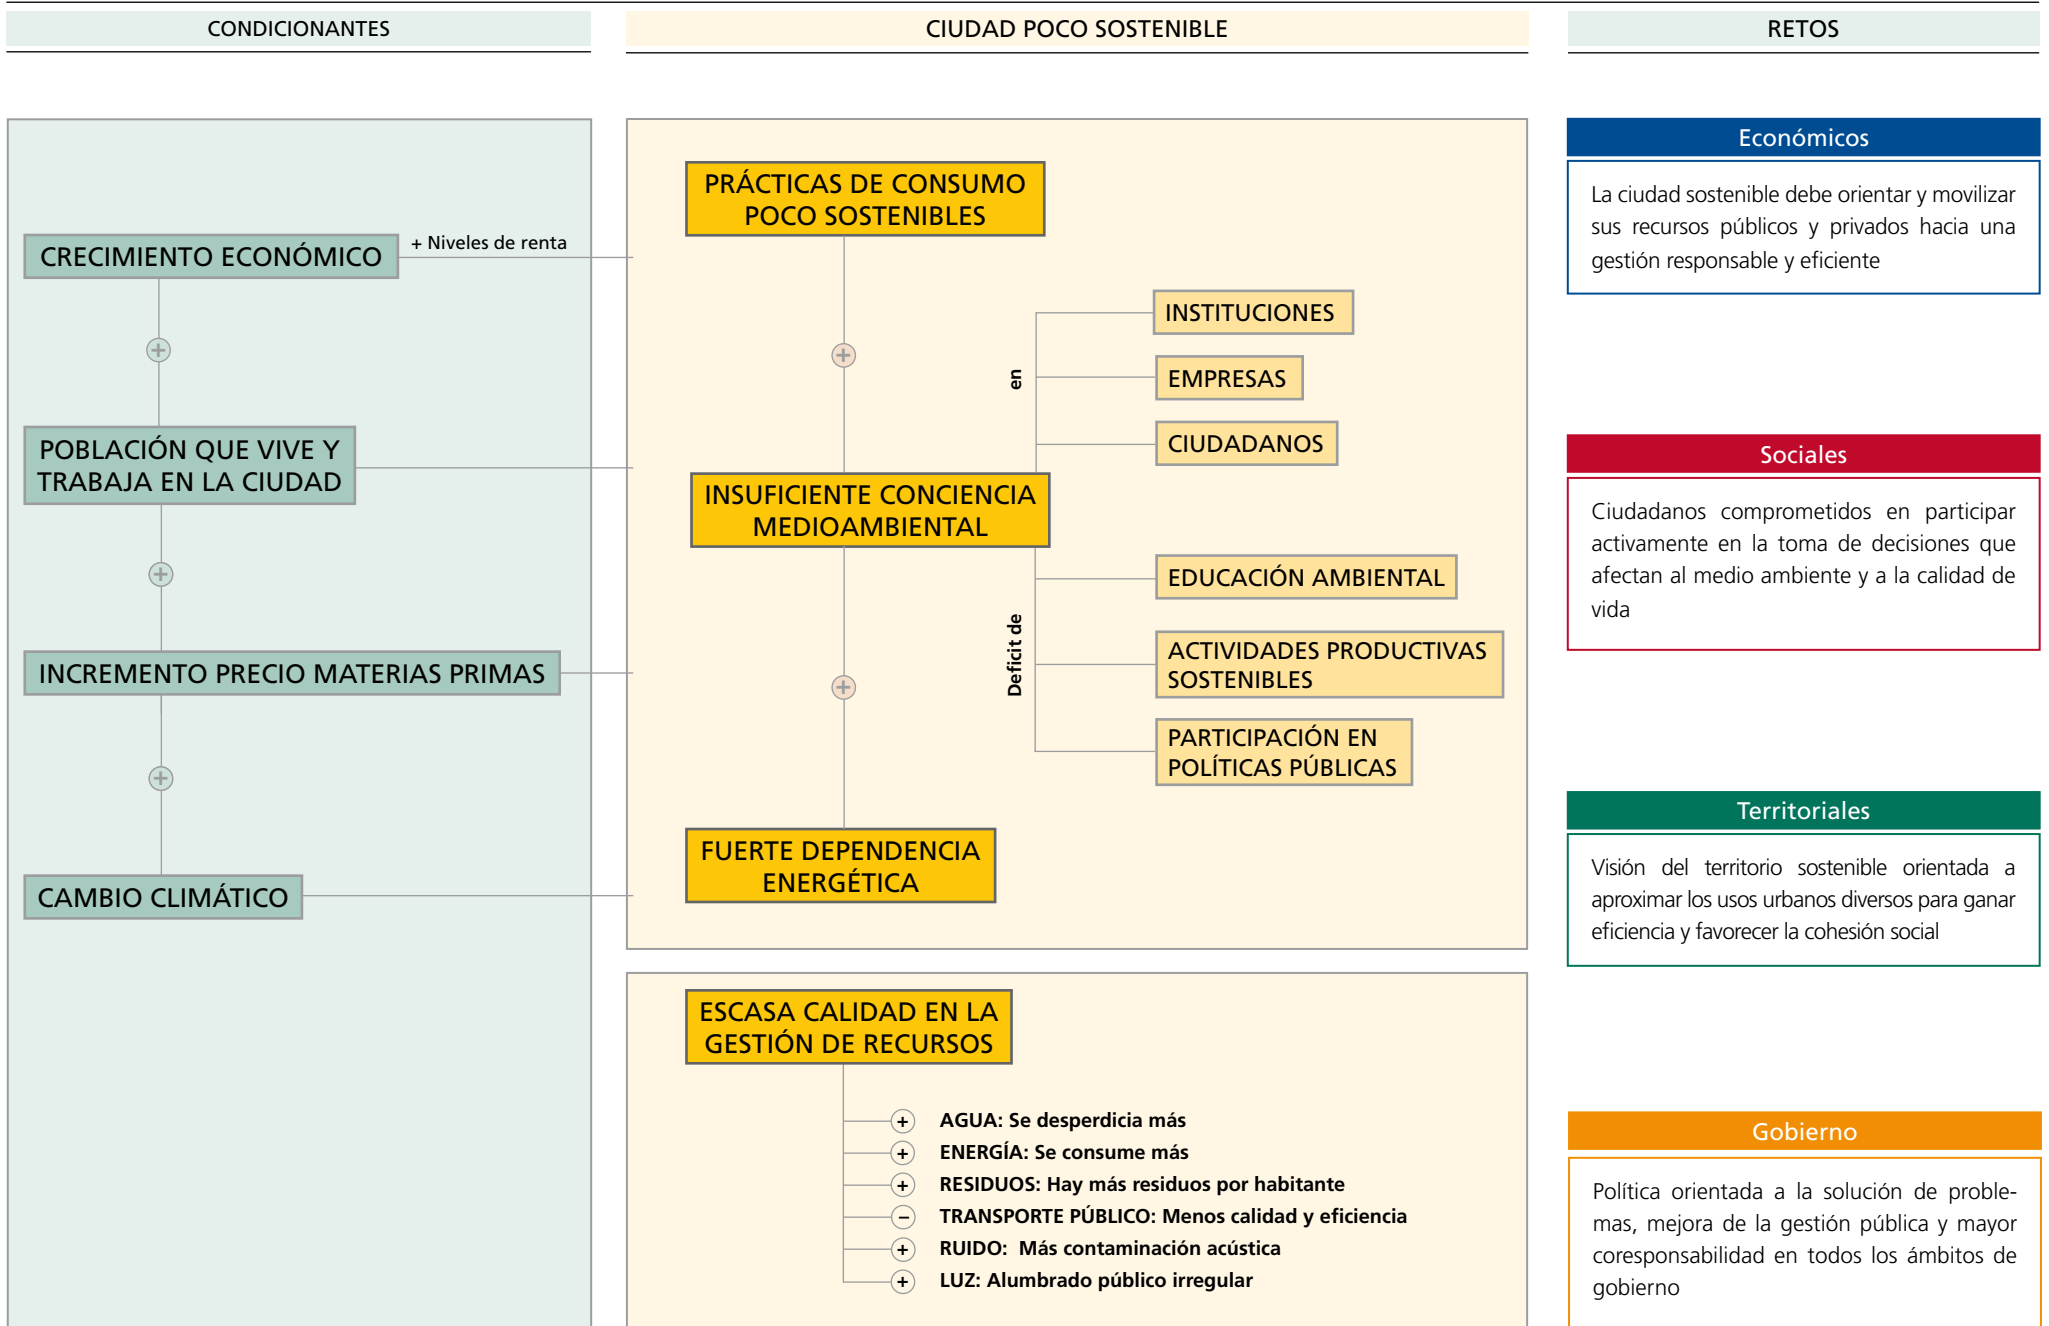 CONDICIONANTES
CIUDAD POCO SOSTENIBLE
RETOS
CRECIMIENTO ECONÓMICO
+ Niveles de renta
POBLACIÓN QUE VIVE Y
TRABAJA EN LA CIUDAD
INCREMENTO PRECIO MATERIAS PRIMAS
CAMBIO CLIMÁTICO
PRÁCTICAS DE CONSUMO
POCO SOSTENIBLES
INSUFICIENTE CONCIENCIA
MEDIOAMBIENTAL
en
INSTITUCIONES
EMPRESAS
CIUDADANOS
Deficit de
EDUCACIÓN AMBIENTAL
ACTIVIDADES PRODUCTIVAS
SOSTENIBLES
PARTICIPACIÓN EN
POLÍTICAS PÚBLICAS
FUERTE DEPENDENCIA
ENERGÉTICA
ESCASA CALIDAD EN LA
GESTIÓN DE RECURSOS
+ AGUA: Se desperdicia más
+ ENERGÍA: Se consume más
+ RESIDUOS: Hay más residuos por habitante
– TRANSPORTE PÚBLICO: Menos calidad y eficiencia
+ RUIDO: Más contaminación acústica
+ LUZ: Alumbrado público irregular
Económicos
La ciudad sostenible debe orientar y movilizar
sus recursos públicos y privados hacia una
gestión responsable y eficiente
Sociales
Ciudadanos comprometidos en participar
activamente en la toma de decisiones que
afectan al medio ambiente y a la calidad de
vida
Territoriales
Visión del territorio sostenible orientada a
aproximar los usos urbanos diversos para ganar
eficiencia y favorecer la cohesión social
Gobierno
Política orientada a la solución de proble-
mas, mejora de la gestión pública y mayor
coresponsabilidad en todos los ámbitos de
gobierno